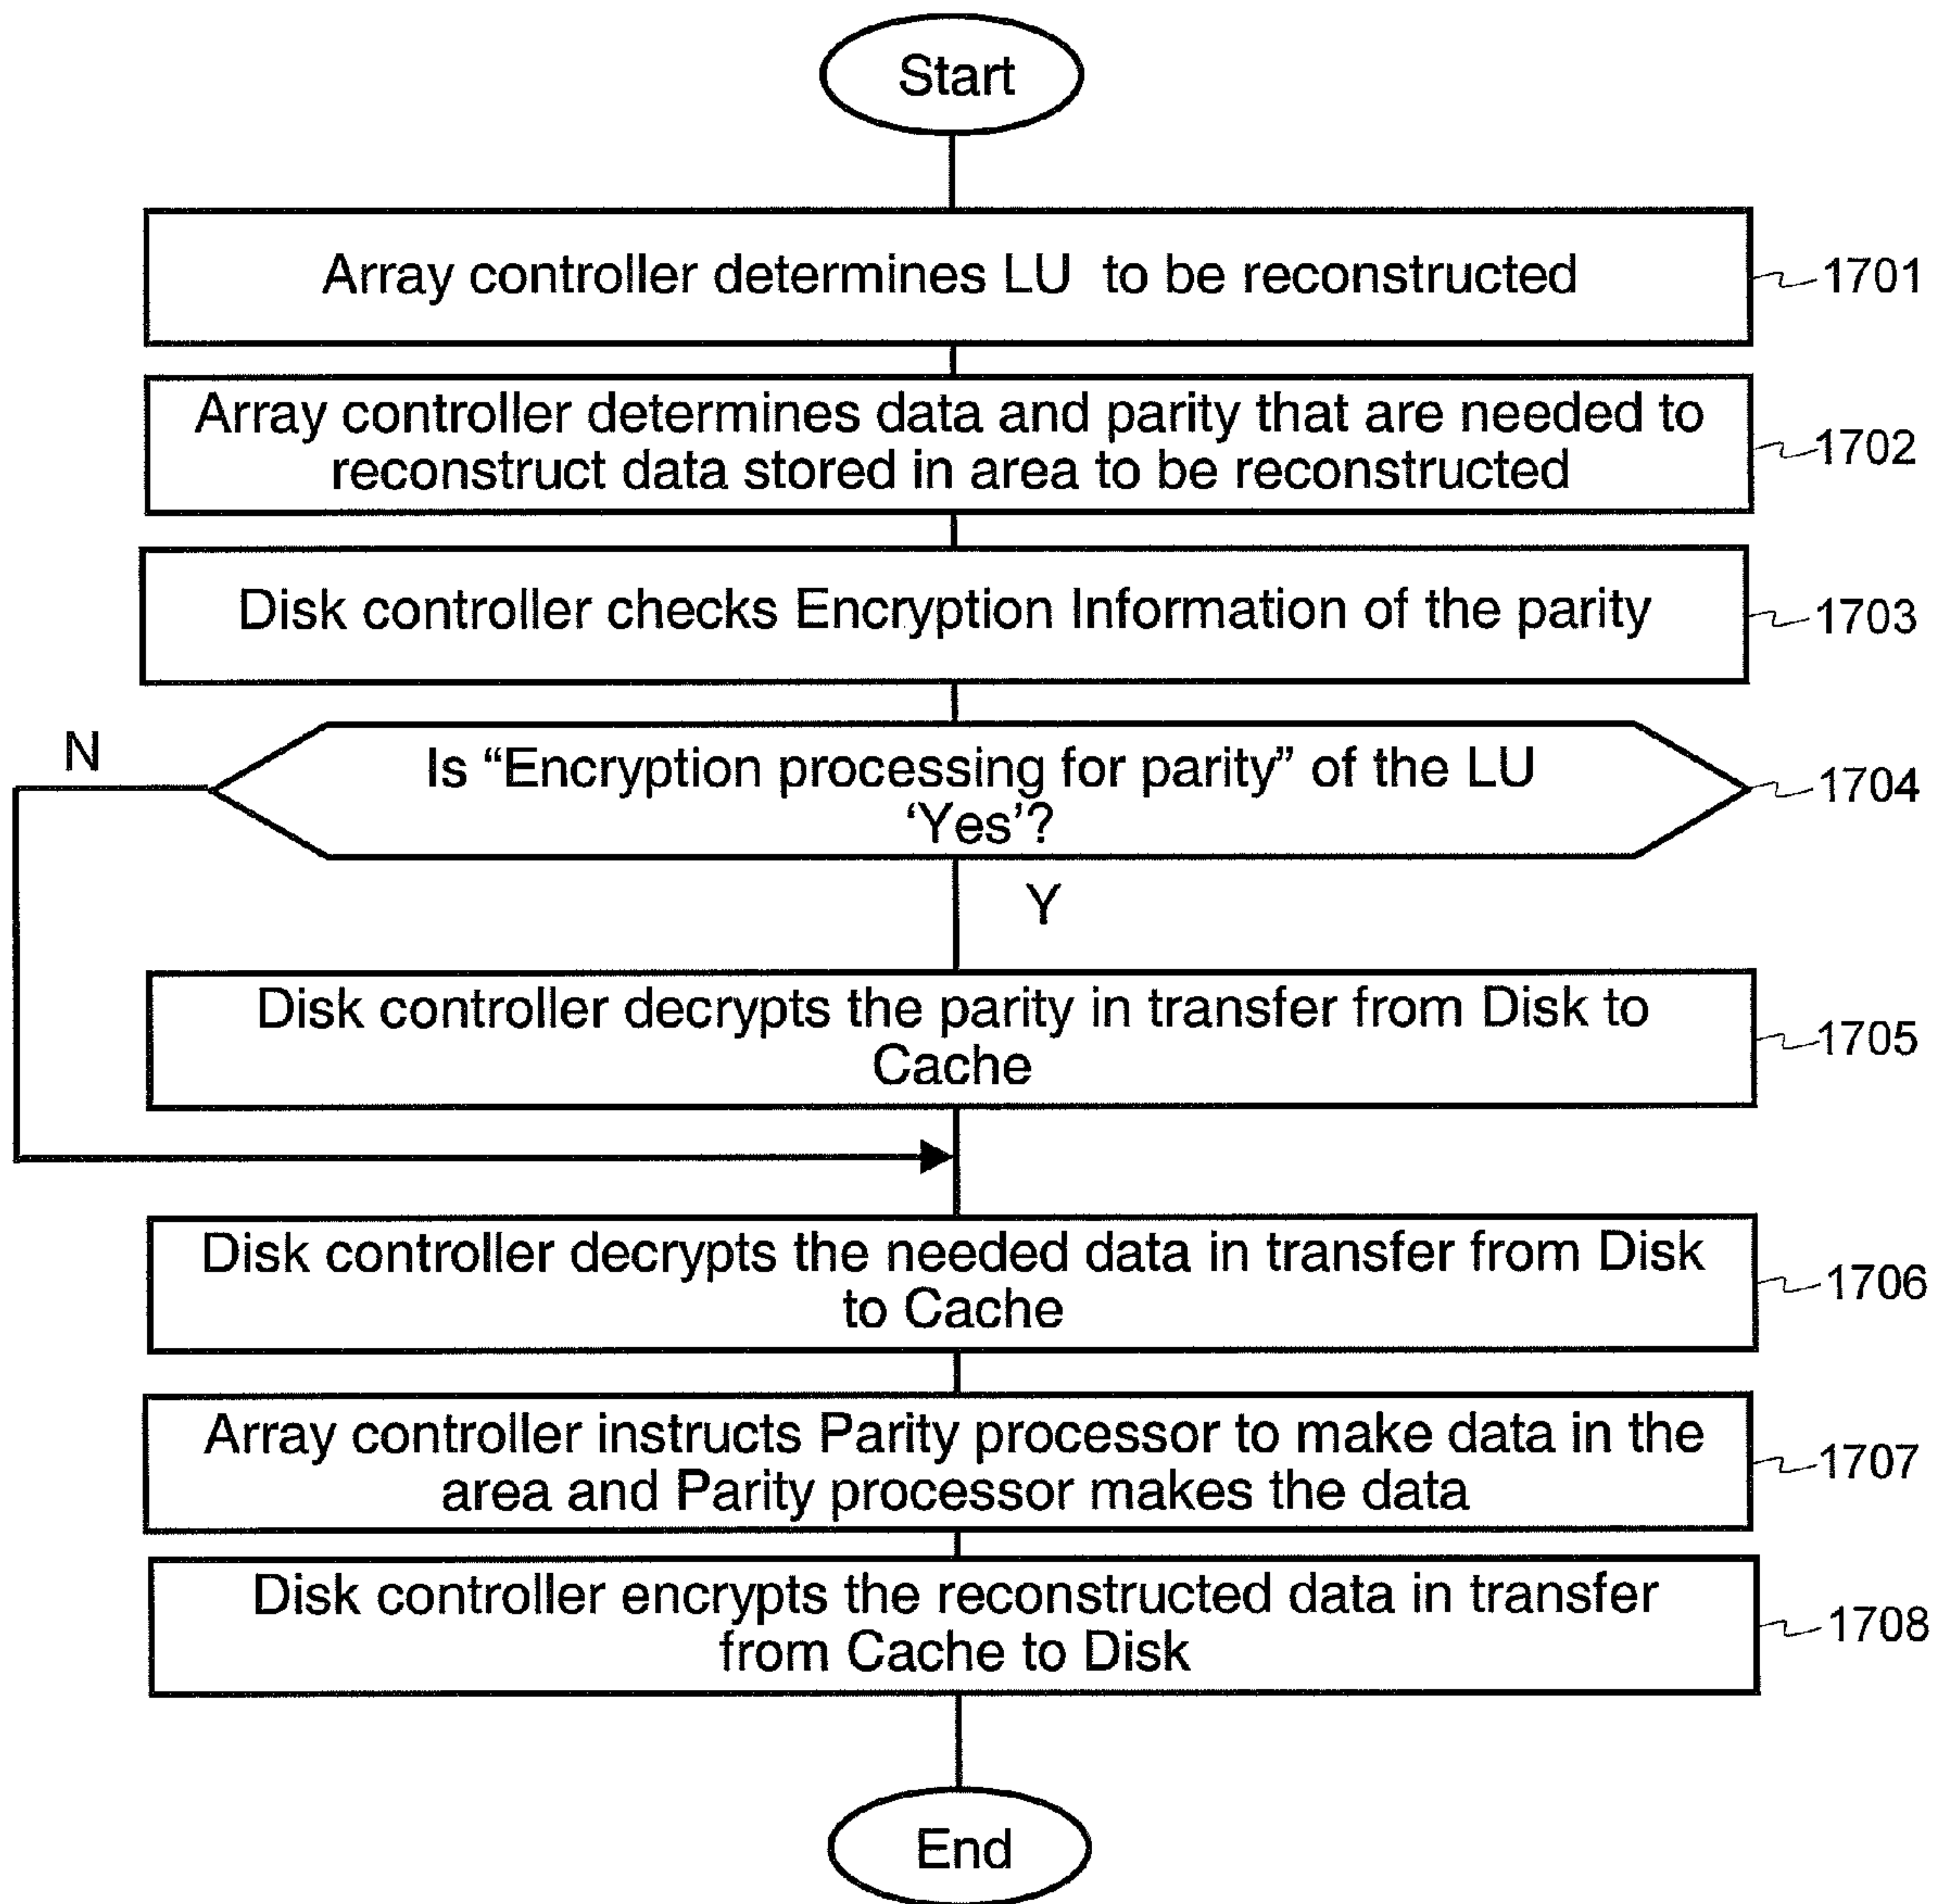 Start
Array controller determines LU to be reconstructed
1701
Array controller determines data and parity that are needed to
reconstruct data stored in area to be reconstructed
1702
Disk controller checks Encryption Information of the parity
1703
N
Is “Encryption processing for parity” of the LU
‘Yes’?
1704
Y
Disk controller decrypts the parity in transfer from Disk to
Cache
1705
Disk controller decrypts the needed data in transfer from Disk
to Cache
1706
Array controller instructs Parity processor to make data in the
area and Parity processor makes the data
1707
Disk controller encrypts the reconstructed data in transfer
from Cache to Disk
1708
End